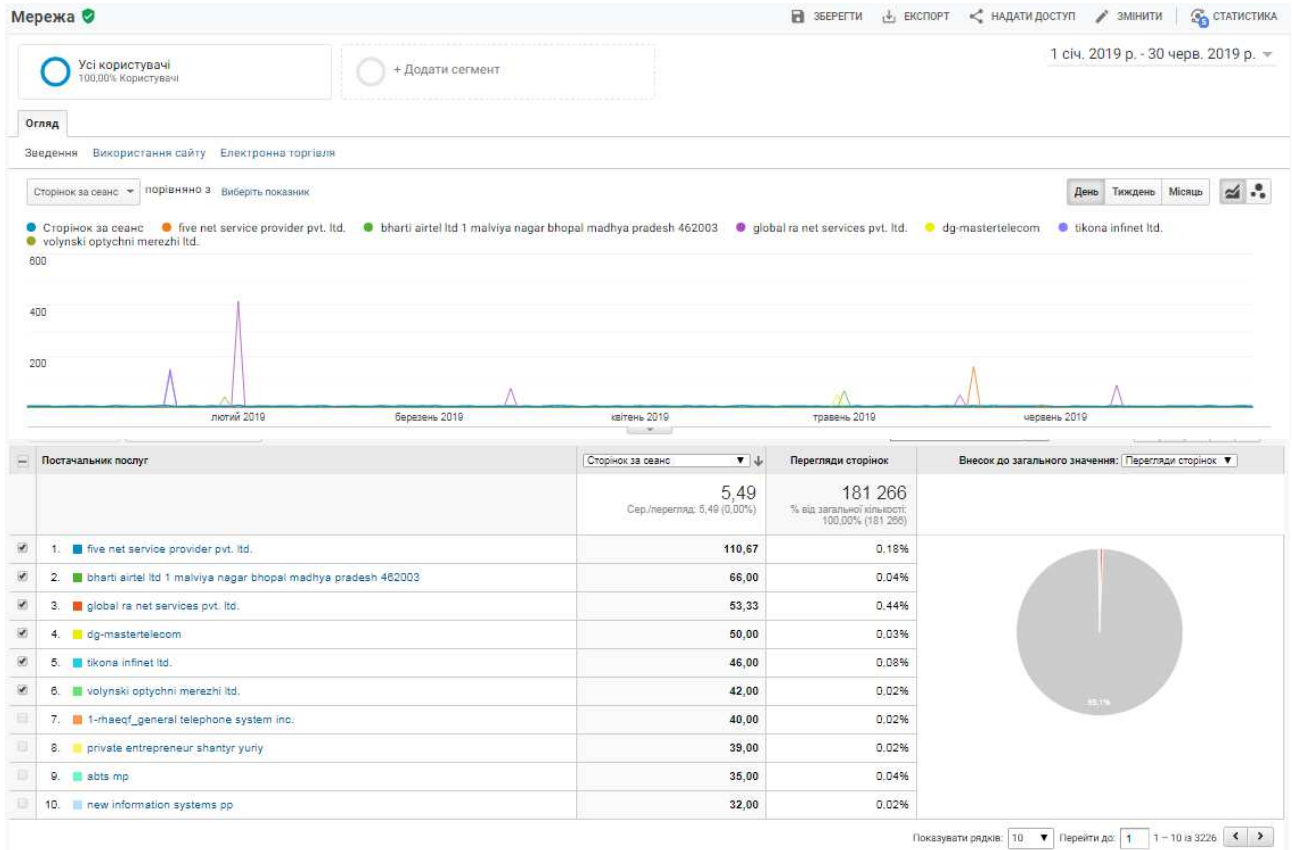 Мережа
ЗБЕРЕГТИ ЕКСПОРТ НАДАТИ ДОСТУП ЗМІНИТИ 5 СТАТИСТИКА
1 січ. 2019 р. - 30 черв. 2019 р.
Усі користувачі
100,00% Користувачі
+ Додати сегмент
Огляд
Зведення Використання сайту Електронна торгівля
Сторінок за сеанс порівняно з Виберіть показник
День Тиждень Місяць
Сторінок за сеанс five net service provider pvt. ltd. bharti airtel ltd 1 malviya nagar bhopal madhya pradesh 462003 global ra net services pvt. ltd. dg-mastertelecom tikona infinet ltd.
volynski optychni merezhi ltd.
600
400
200
лютий 2019 березень 2019 квітень 2019 травень 2019 червень 2019
Постачальник послуг Сторінок за сеанс Перегляди сторінок Внесок до загального значення: Перегляди сторінок
5,49 181 266
Сер./перегляд: 5,49 (0,00%) % від загальної кількості:
100,00% (181 266)
1. five net service provider pvt. ltd. 110,67 0,18%
2. bharti airtel ltd 1 malviya nagar bhopal madhya pradesh 462003 66,00 0,04%
3. global ra net services pvt. ltd. 53,33 0,44%
4. dg-mastertelecom 50,00 0,03%
5. tikona infinet ltd. 46,00 0,08%
6. volynski optychni merezhi ltd. 42,00 0,02%
7. 1-rhaeqf_general telephone system inc. 40,00 0,02%
8. private entrepreneur shantyr yuriy 39,00 0,02%
9. abts mp 35,00 0,04%
10. new information systems pp 32,00 0,02%
Показувати рядків: 10 Перейти до: 1 1 – 10 із 3226